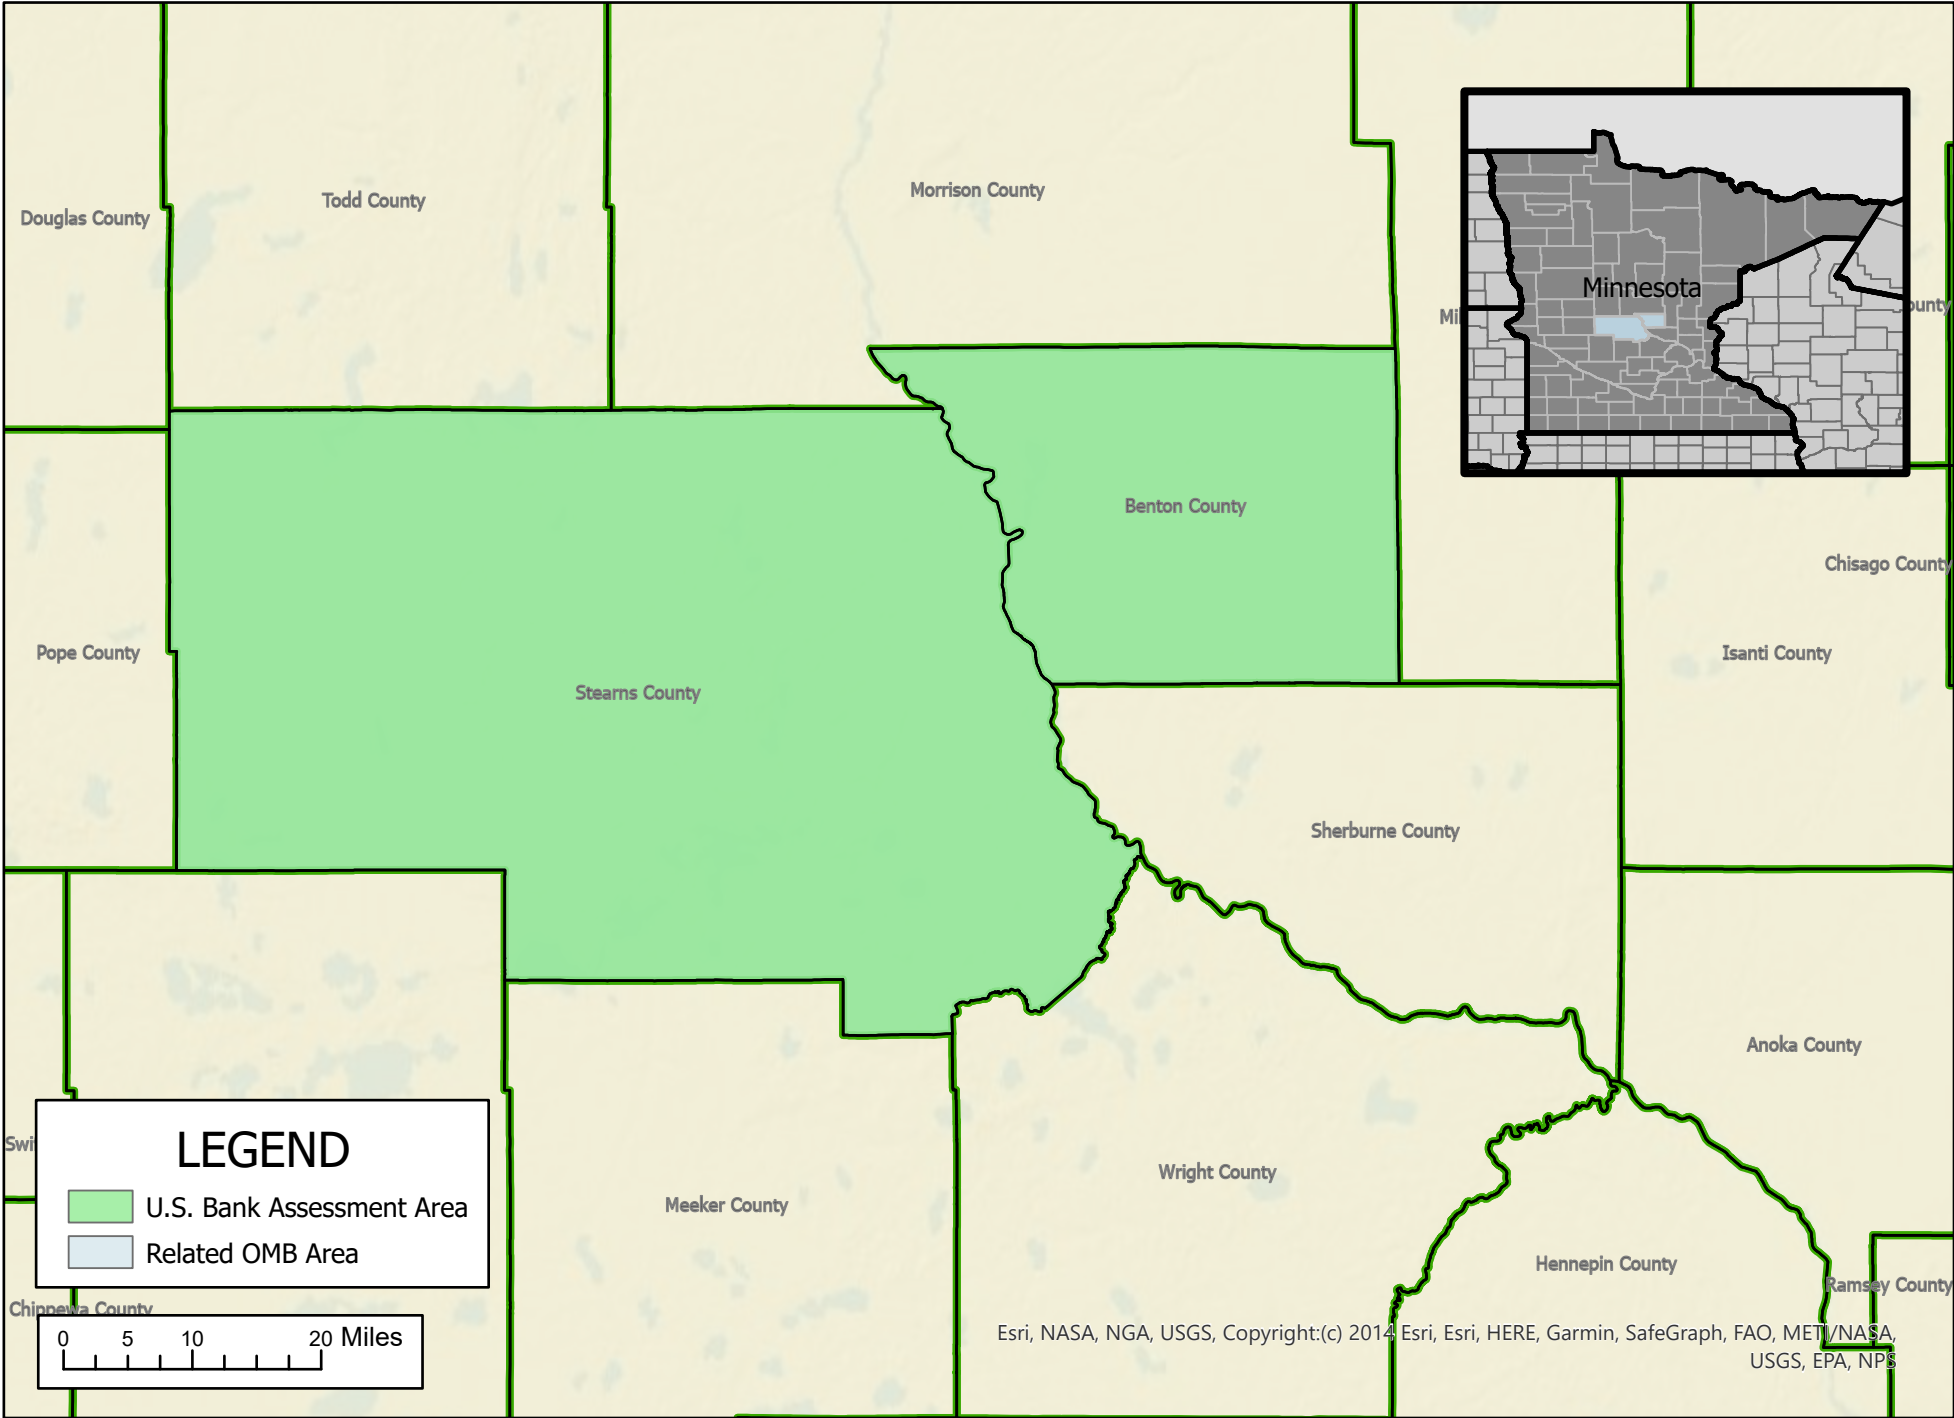 Morrison County
Todd County
Douglas County
Minnesota
Mil
ounty
Benton County
Chisago County
Pope County
Isanti County
Stearns County
Sherburne County
Anoka County
LEGEND
Swif
U.S. Bank Assessment Area
Related OMB Area
Wright County
Meeker County
Hennepin County
Ramsey County
Chippewa County
0 5 10 20 Miles
Esri, NASA, NGA, USGS, Copyright:(c) 2014 Esri, Esri, HERE, Garmin, SafeGraph, FAO, METI/NASA,
USGS, EPA, NPS